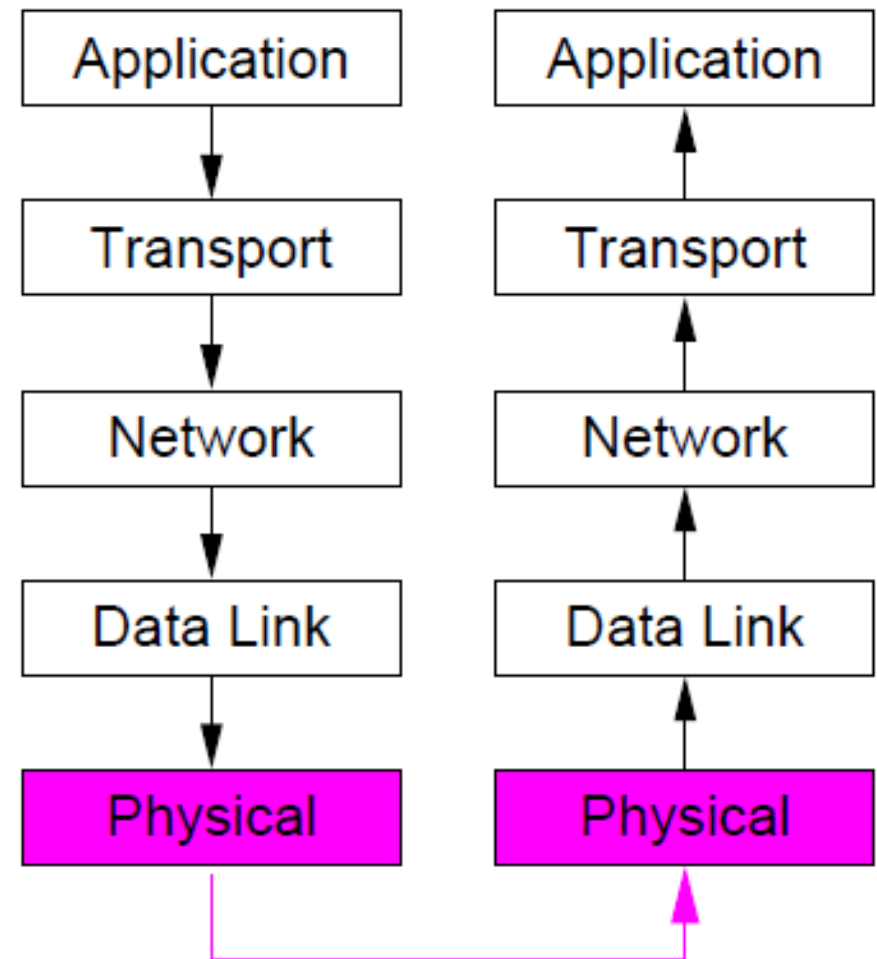 Application
Transport
Network
Data Link
Physical
Application
Transport
Network
Data Link
Physical